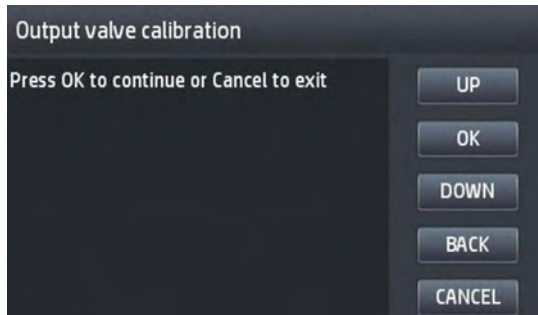 Output valve calibration
Press OK to continue or Cancel to exit
UP
OK
DOWN
BACK
CANCEL